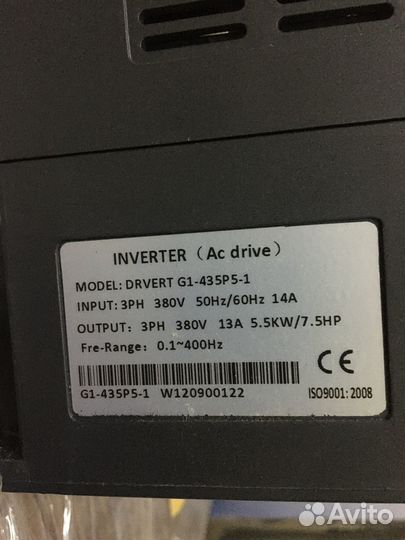 INVERTER (Ac drive)
MODEL: DRVERT G1-435P5-1
INPUT: 3PH 380V 50Hz/60Hz 14A
OUTPUT: 3PH 380V 13A 5.5KW/7.5HP
Fre-Range: 0.1~400Hz
CE
G1-435P5-1 W120900122
ISO9001: 2008
Avito